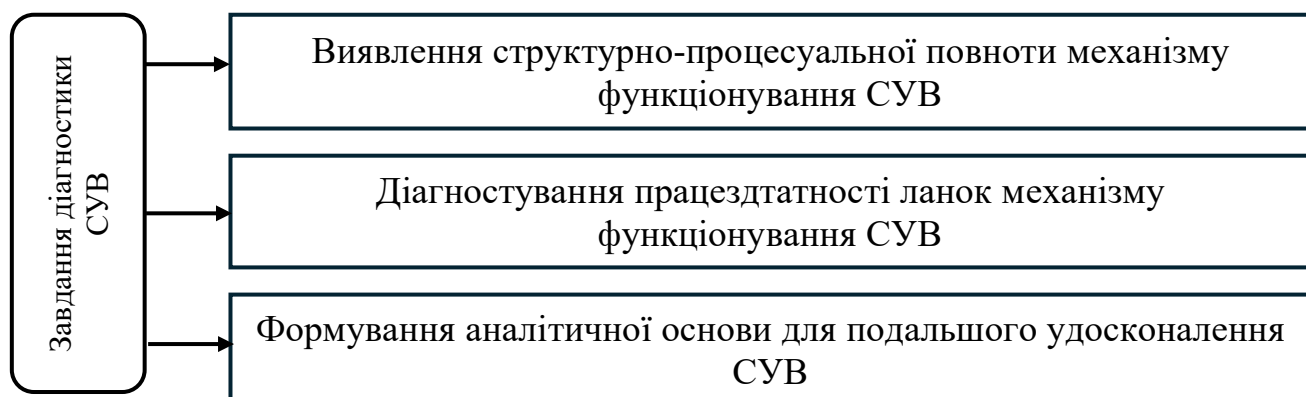 Завдання діагностики
СУВ
Виявлення структурно-процесуальної повноти механізму
функціонування СУВ
Діагностування працездтатності ланок механізму
функціонування СУВ
Формування аналітичної основи для подальшого удосконалення
СУВ